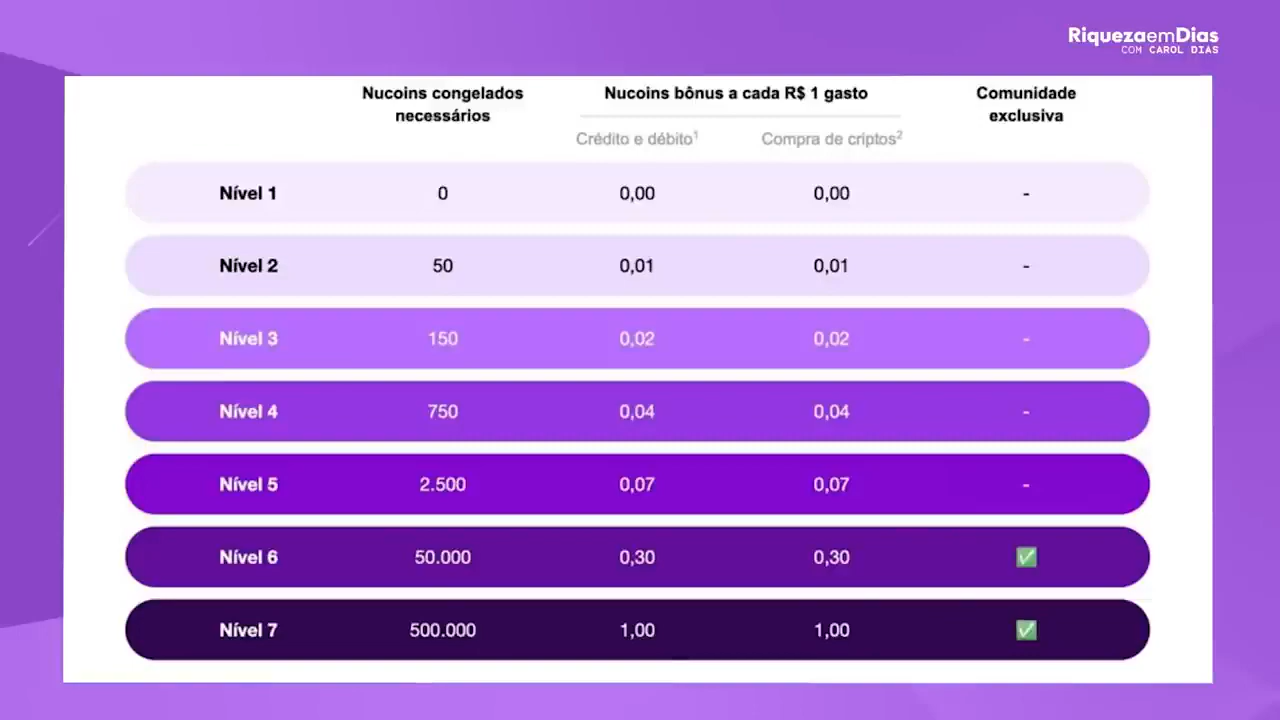 RiquezaemDias
COM CAROL DIAS
Nucoins congelados necessários
Nucoins bônus a cada R$ 1 gasto
Comunidade exclusiva
Crédito e débito¹
Compra de criptos²
Nível 1 0 0,00 0,00 -
Nível 2 50 0,01 0,01 -
Nível 3 150 0,02 0,02 -
Nível 4 750 0,04 0,04 -
Nível 5 2.500 0,07 0,07 -
Nível 6 50.000 0,30 0,30 ✅
Nível 7 500.000 1,00 1,00 ✅